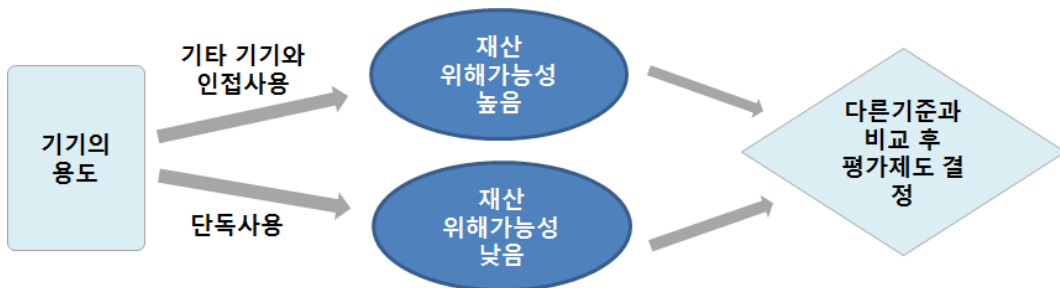 기기의
용도
기타 기기와
인접사용
단독사용
재산
위해가능성
높음
재산
위해가능성
낮음
다른기준과
비교 후
평가제도 결
정